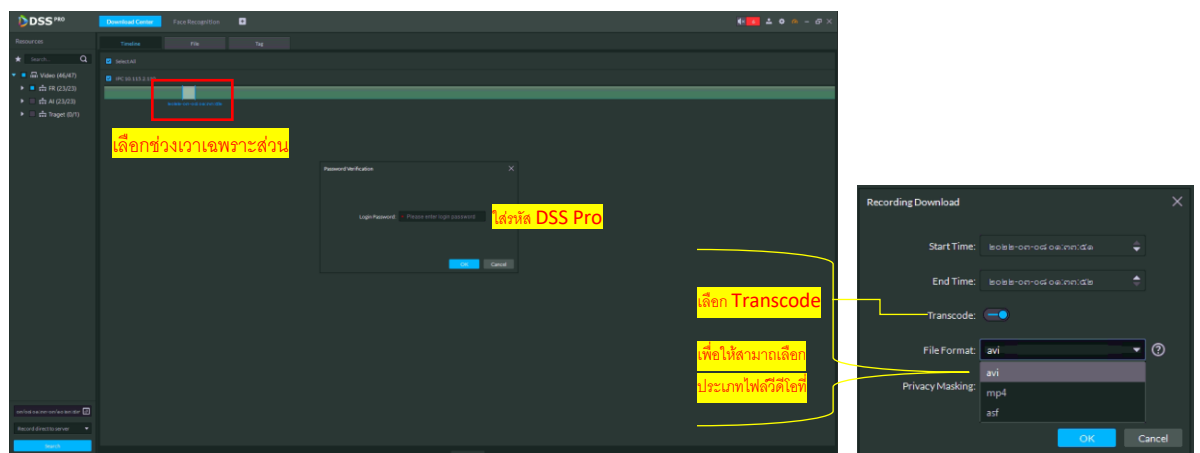 DSS PRO
Download Center
Face Recognition
Resources
Timeline
File
Tag
Search...
Select All
Video (46/47)
FR (23/23)
AI (23/23)
Traget (0/1)
เลือกช่วงเวาเฉพราะส่วน
Password Verification
Login Password:
Please enter login password
ใส่รหัส DSS Pro
OK
Cancel
Record direct to server
Search
เลือก Transcode
เพื่อให้สามาถเลือก
ประเภทไฟล์วีดีโอที่
Recording Download
Start Time:
End Time:
Transcode:
File Format:
avi
avi
Privacy Masking:
mp4
asf
OK
Cancel